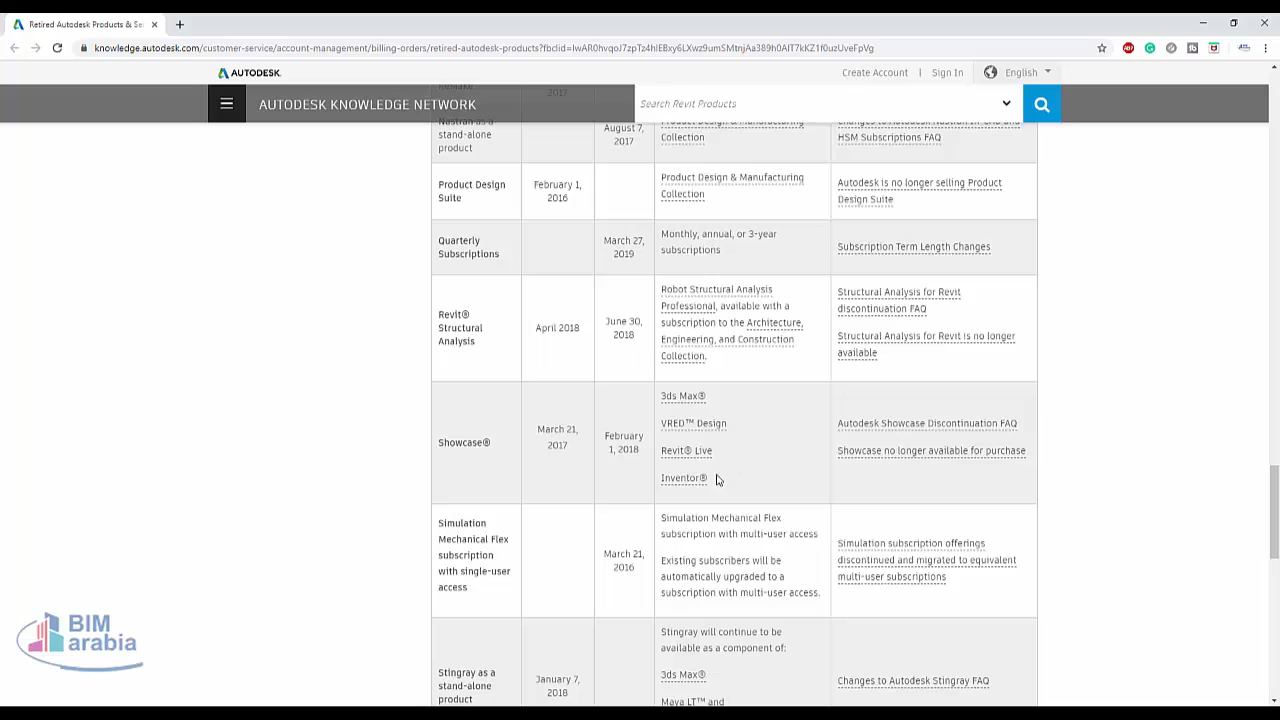 Retired Autodesk Products & Se
knowledge.autodesk.com/customer-service/account-management/billing-orders/retired-autodesk-products?fbclid=IwAR0hvqoJ7zpTz4hlEBxy6LXwz9umSMtnjAa389h0AIT7kKZ1f0uzUveFpVg
AUTODESK.
Create Account | Sign In English
AUTODESK KNOWLEDGE NETWORK
Search Revit Products
2017
Nastran as a
stand-alone
product
August 7,
2017
Product Design & Manufacturing
Collection
Changes to Autodesk Nastran In-CAD and
HSM Subscriptions FAQ
Product Design
Suite
February 1,
2016
Product Design & Manufacturing
Collection
Autodesk is no longer selling Product
Design Suite
Quarterly
Subscriptions
March 27,
2019
Monthly, annual, or 3-year
subscriptions
Subscription Term Length Changes
Revit®
Structural
Analysis
April 2018
June 30,
2018
Robot Structural Analysis
Professional, available with a
subscription to the Architecture,
Engineering, and Construction
Collection.
Structural Analysis for Revit
discontinuation FAQ
Structural Analysis for Revit is no longer
available
Showcase®
March 21,
2017
February
1, 2018
3ds Max®
VRED™ Design
Revit® Live
Inventor®
Autodesk Showcase Discontinuation FAQ
Showcase no longer available for purchase
Simulation
Mechanical Flex
subscription
with single-user
access
March 21,
2016
Simulation Mechanical Flex
subscription with multi-user access
Existing subscribers will be
automatically upgraded to a
subscription with multi-user access.
Simulation subscription offerings
discontinued and migrated to equivalent
multi-user subscriptions
Stingray as a
stand-alone
product
January 7,
2018
Stingray will continue to be
available as a component of:
3ds Max®
Maya LT™ and
Changes to Autodesk Stingray FAQ
BIM
arabia